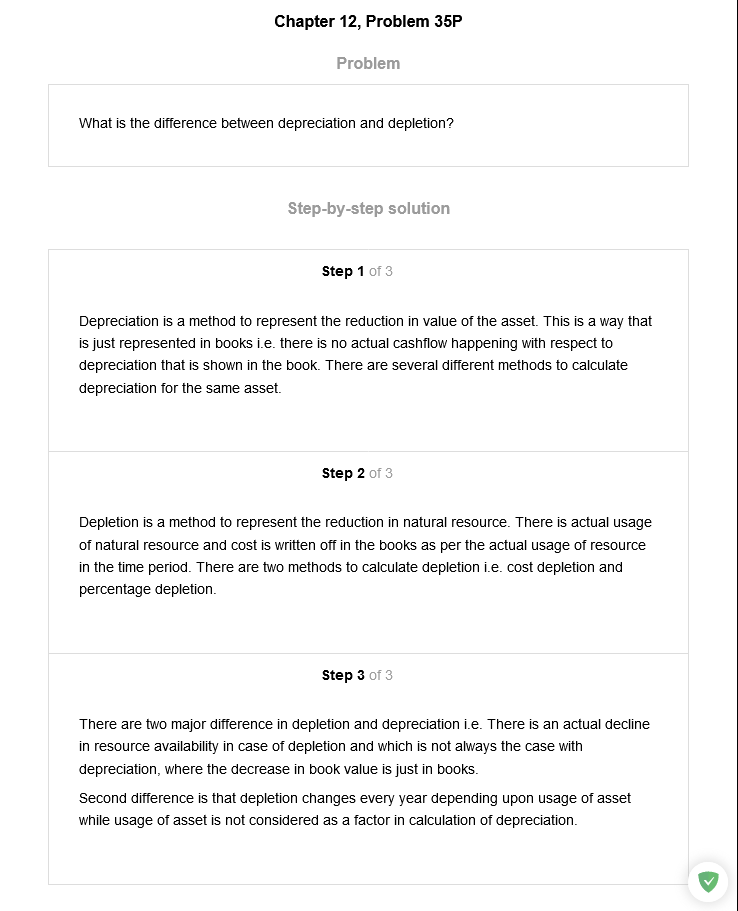 Chapter 12, Problem 35P
Problem
What is the difference between depreciation and depletion?
Step-by-step solution
Step 1 of 3
Depreciation is a method to represent the reduction in value of the asset. This is a way that
is just represented in books i.e. there is no actual cashflow happening with respect to
depreciation that is shown in the book. There are several different methods to calculate
depreciation for the same asset.
Step 2 of 3
Depletion is a method to represent the reduction in natural resource. There is actual usage
of natural resource and cost is written off in the books as per the actual usage of resource
in the time period. There are two methods to calculate depletion i.e. cost depletion and
percentage depletion.
Step 3 of 3
There are two major difference in depletion and depreciation i.e. There is an actual decline
in resource availability in case of depletion and which is not always the case with
depreciation, where the decrease in book value is just in books.
Second difference is that depletion changes every year depending upon usage of asset
while usage of asset is not considered as a factor in calculation of depreciation.